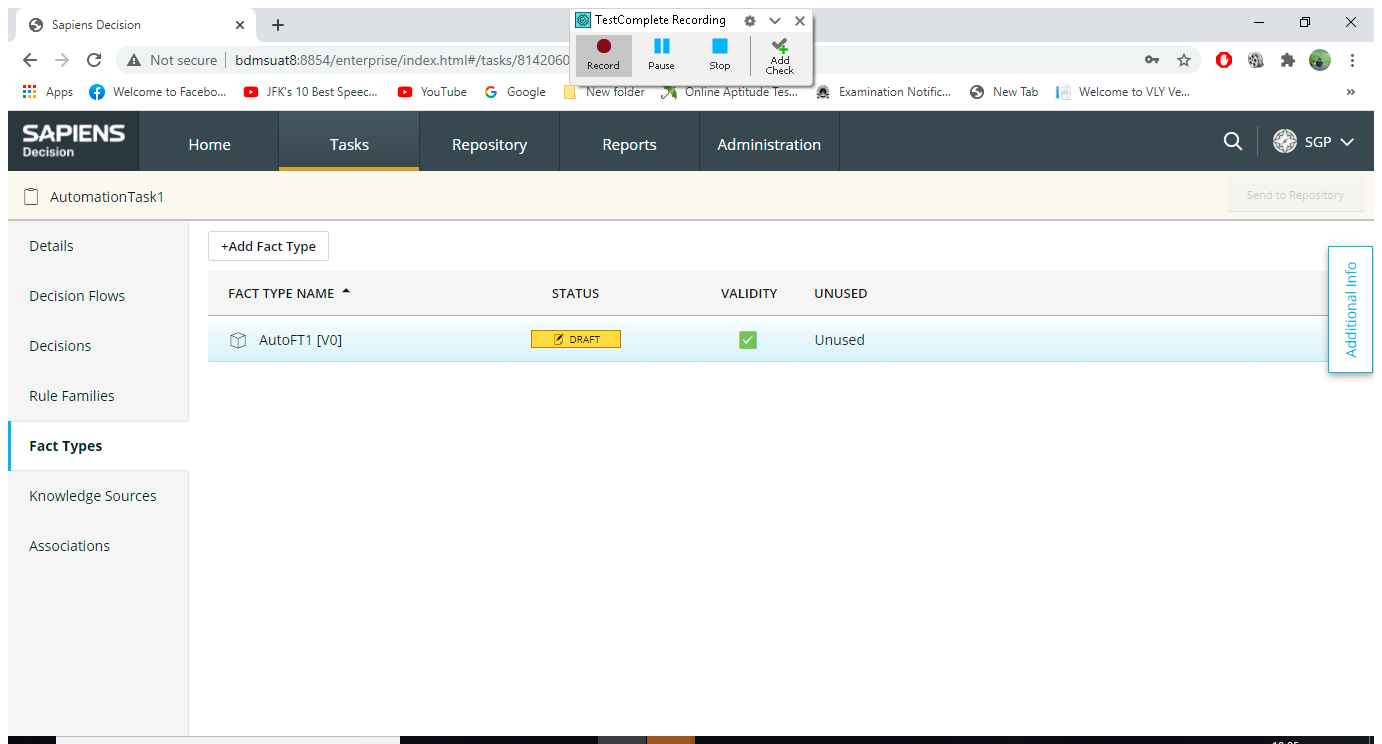 Sapiens Decision
TestComplete Recording
Record
Pause
Stop
Add Check
Not secure
bdmsuat8:8854/enterprise/index.html#/tasks/8142060
Apps
Welcome to Facebo...
JFK's 10 Best Speec...
YouTube
Google
New folder
Online Aptitude Tes...
Examination Notific...
New Tab
Welcome to VLY Ve...
»
SAPIENS
Decision
Home
Tasks
Repository
Reports
Administration
SGP
AutomationTask1
Send to Repository
Details
Decision Flows
Decisions
Rule Families
Fact Types
Knowledge Sources
Associations
+Add Fact Type
FACT TYPE NAME
STATUS
VALIDITY
UNUSED
AutoFT1 [V0]
DRAFT
Unused
Additional Info